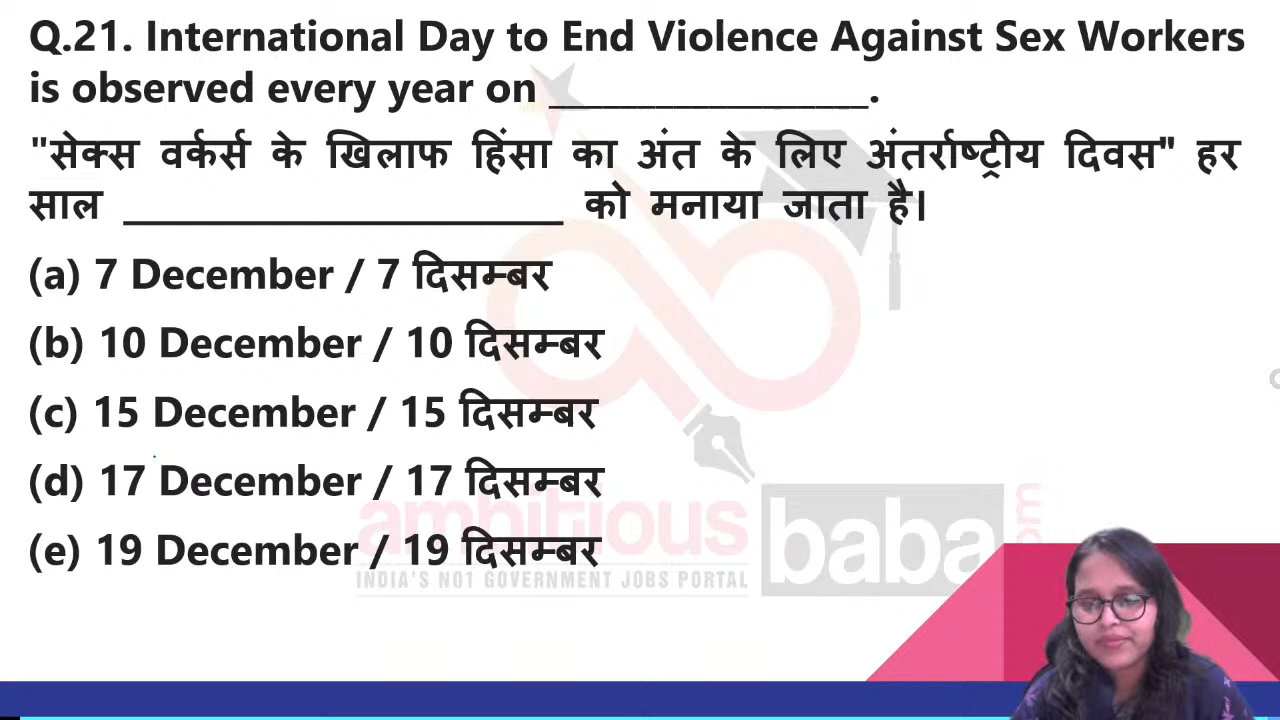 Q.21. International Day to End Violence Against Sex Workers
is observed every year on ____________________.
"सेक्स वर्कर्स के खिलाफ हिंसा का अंत के लिए अंतर्राष्ट्रीय दिवस" हर
साल ____________________ को मनाया जाता है।
(a) 7 December / 7 दिसम्बर
(b) 10 December / 10 दिसम्बर
(c) 15 December / 15 दिसम्बर
(d) 17 December / 17 दिसम्बर
(e) 19 December / 19 दिसम्बर
ambitious baba
INDIA'S NO1 GOVERNMENT JOBS PORTAL